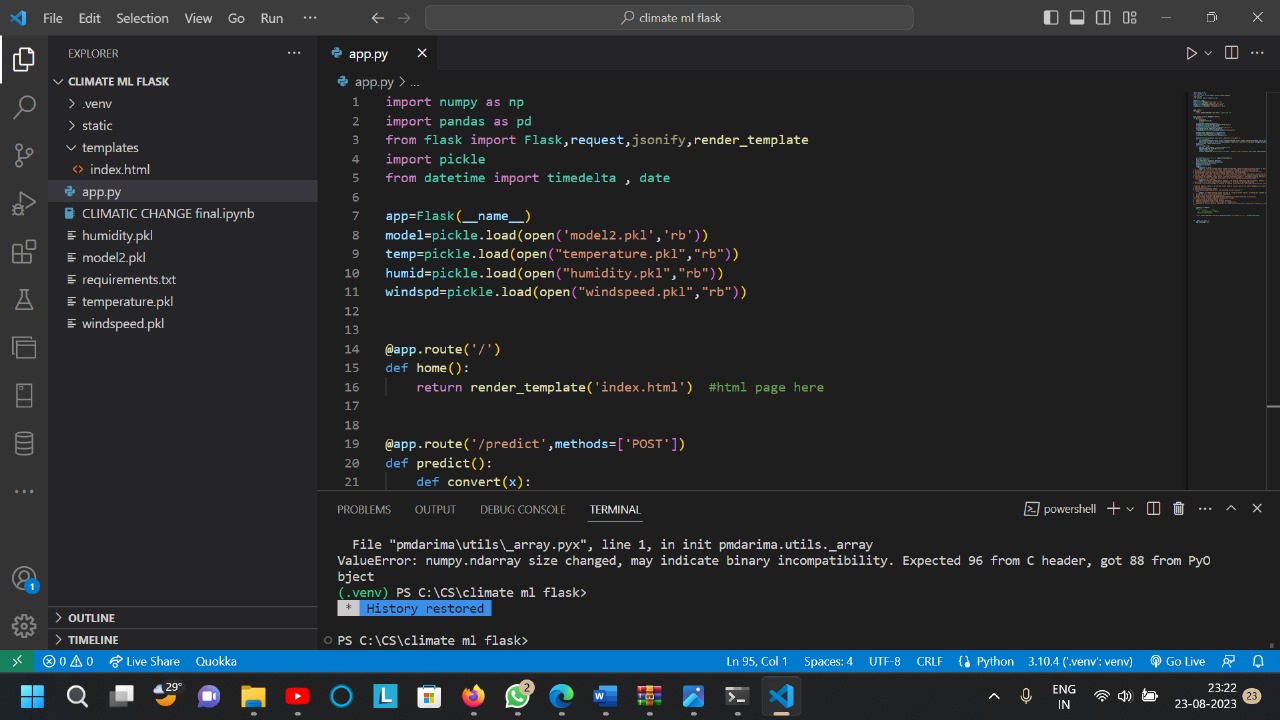 File Edit Selection View Go Run ··· climate ml flask
EXPLORER
CLIMATE ML FLASK
.venv
static
templates
index.html
app.py
CLIMATIC CHANGE final.ipynb
humidity.pkl
model2.pkl
requirements.txt
temperature.pkl
windspeed.pkl
OUTLINE
TIMELINE
app.py
app.py > ...
1 import numpy as np
2 import pandas as pd
3 from flask import Flask,request,jsonify,render_template
4 import pickle
5 from datetime import timedelta , date
6
7 app=Flask(__name__)
8 model=pickle.load(open('model2.pkl','rb'))
9 temp=pickle.load(open("temperature.pkl","rb"))
10 humid=pickle.load(open("humidity.pkl","rb"))
11 windspd=pickle.load(open("windspeed.pkl","rb"))
12
13
14 @app.route('/')
15 def home():
16     return render_template('index.html')  #html page here
17
18
19 @app.route('/predict',methods=['POST'])
20 def predict():
21     def convert(x):
PROBLEMS OUTPUT DEBUG CONSOLE TERMINAL powershell
File "pmdarima\utils\_array.pyx", line 1, in init pmdarima.utils._array
ValueError: numpy.ndarray size changed, may indicate binary incompatibility. Expected 96 from C header, got 88 from PyO
bject
(.venv) PS C:\CS\climate ml flask>
* History restored
PS C:\CS\climate ml flask>
1
0 0 Live Share Quokka Ln 95, Col 1 Spaces: 4 UTF-8 CRLF Python 3.10.4 ('.venv': venv) Go Live
29° L 2 W ENG
IN
23:22
23-08-2023
23